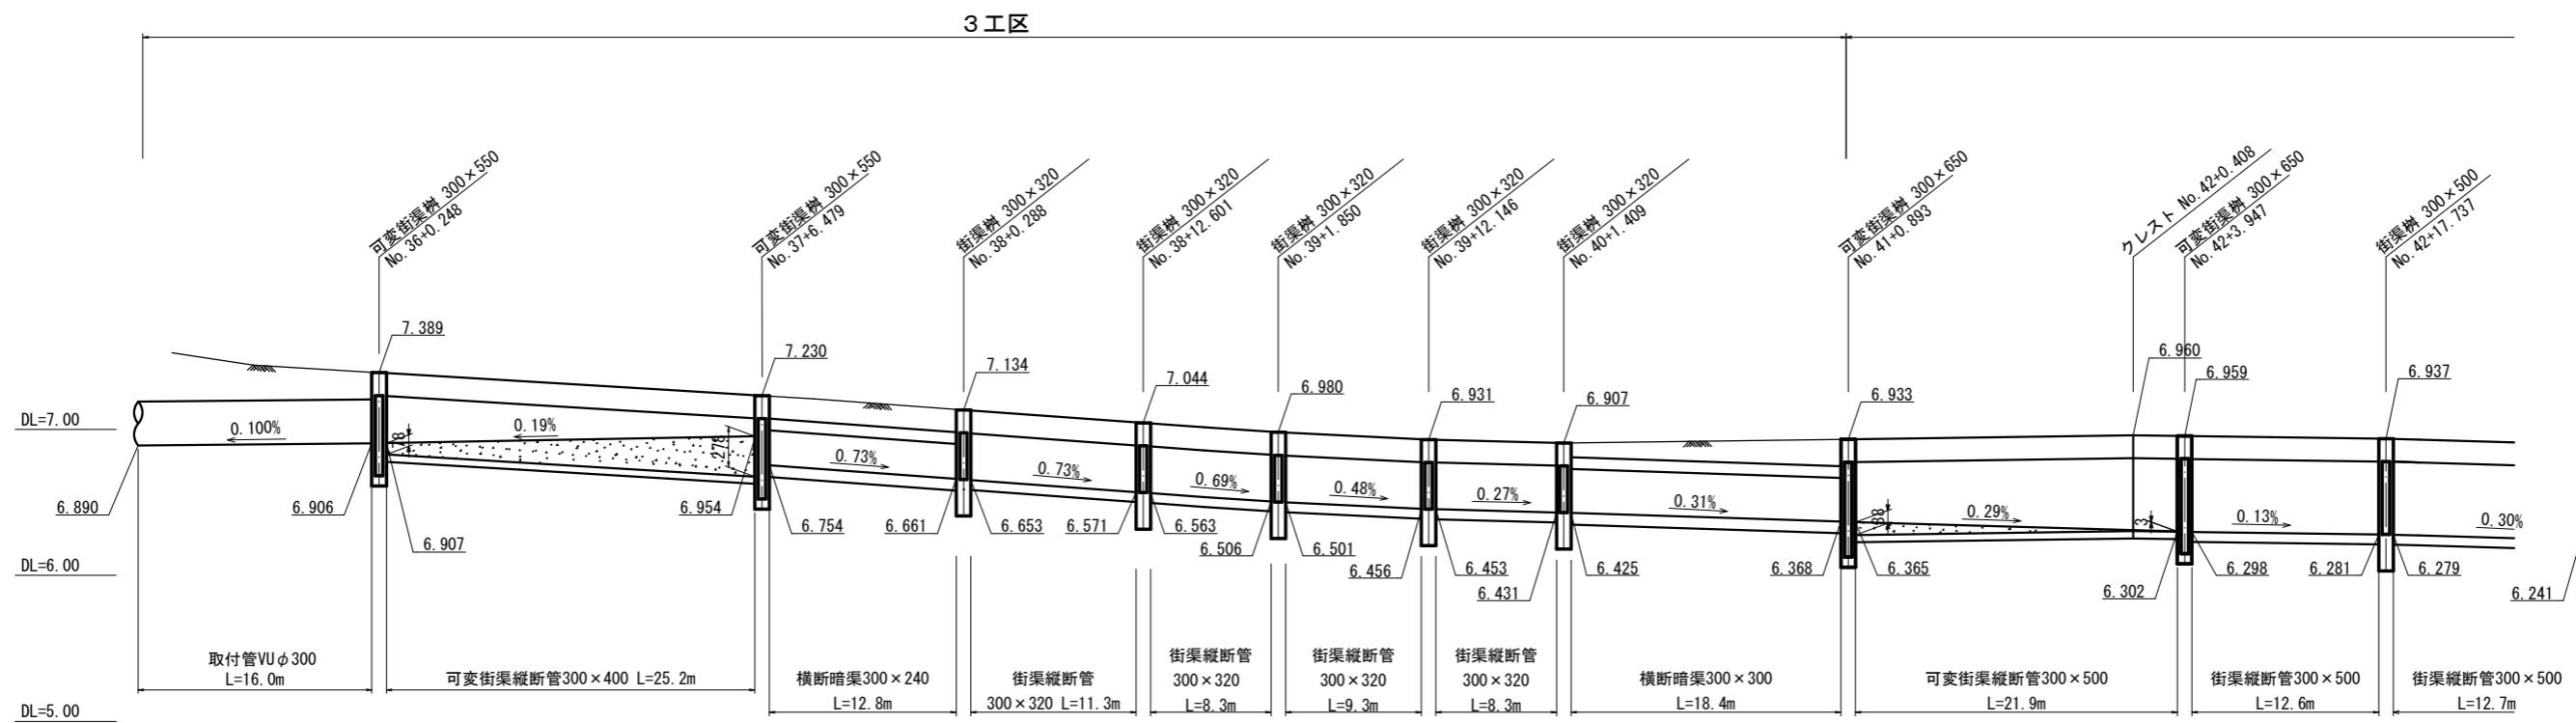 3工区
可変街渠桝 300×550
No.36+0.248
可変街渠桝 300×550
No.37+6.479
街渠桝 300×320
No.38+0.288
街渠桝 300×320
No.38+12.601
街渠桝 300×320
No.39+1.850
街渠桝 300×320
No.39+12.146
街渠桝 300×320
No.40+1.409
可変街渠桝 300×650
No.41+0.893
クレスト No.42+0.408
可変街渠桝 300×650
No.42+3.947
街渠桝 300×500
No.42+17.737
7.389
7.230
7.134
7.044
6.980
6.931
6.907
6.933
6.960
6.959
6.937
DL=7.00
0.100%
78
0.19%
278
0.73%
0.73%
0.69%
0.48%
0.27%
0.31%
88
0.29%
3
0.13%
0.30%
6.890
6.906
6.907
6.954
6.754
6.661
6.653
6.571
6.563
6.506
6.501
6.456
6.453
6.431
6.425
6.368
6.365
6.302
6.298
6.281
6.279
6.241
DL=6.00
取付管VUφ300
L=16.0m
可変街渠縦断管300×400 L=25.2m
横断暗渠300×240
L=12.8m
街渠縦断管
300×320 L=11.3m
街渠縦断管
300×320
L=8.3m
街渠縦断管
300×320
L=9.3m
街渠縦断管
300×320
L=8.3m
横断暗渠300×300
L=18.4m
可変街渠縦断管300×500
L=21.9m
街渠縦断管300×500
L=12.6m
街渠縦断管300×500
L=12.7m
DL=5.00